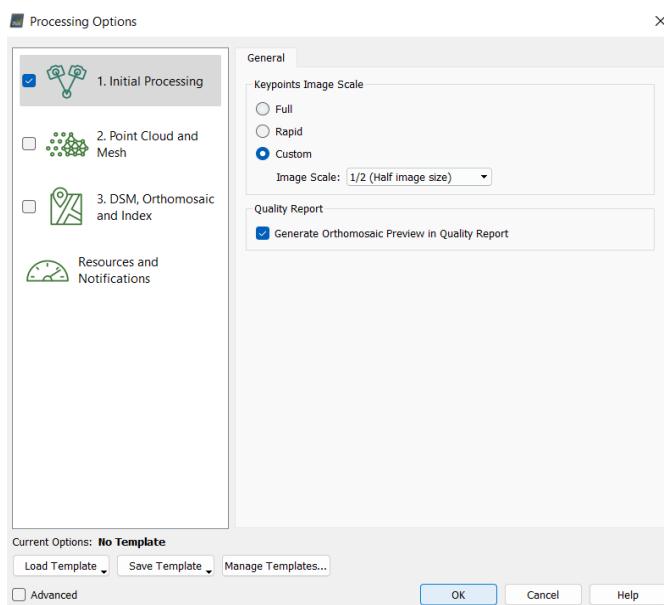 Processing Options
1. Initial Processing
2. Point Cloud and
Mesh
3. DSM, Orthomosaic
and Index
Resources and
Notifications
General
Keypoints Image Scale
Full
Rapid
Custom
Image Scale: 1/2 (Half image size)
Quality Report
Generate Orthomosaic Preview in Quality Report
Current Options: No Template
Load Template Save Template Manage Templates...
Advanced OK Cancel Help